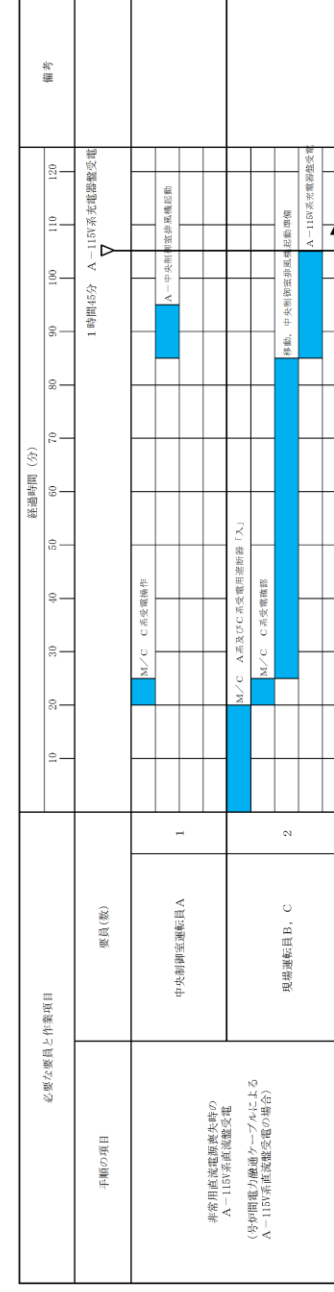 必要な要員と作業項目
経過時間（分）
備考
手順の項目
要員(数)
10
20
30
40
50
60
70
80
90
100
110
120
1時間45分　A－115V系充電器盤受電
非常用直流電源喪失時の
A－115V系直流盤受電
(号炉間電力融通ケーブルによる
A－115V系直流盤受電の場合)
中央制御室運転員A
1
M／C　C系受電操作
A－中央制御室排風機起動
現場運転員B，C
2
M／C　A系及びC系受電用遮断器「入」
M／C　C系受電確認
移動，中央制御室排風機起動準備
A－115V系充電器盤受電